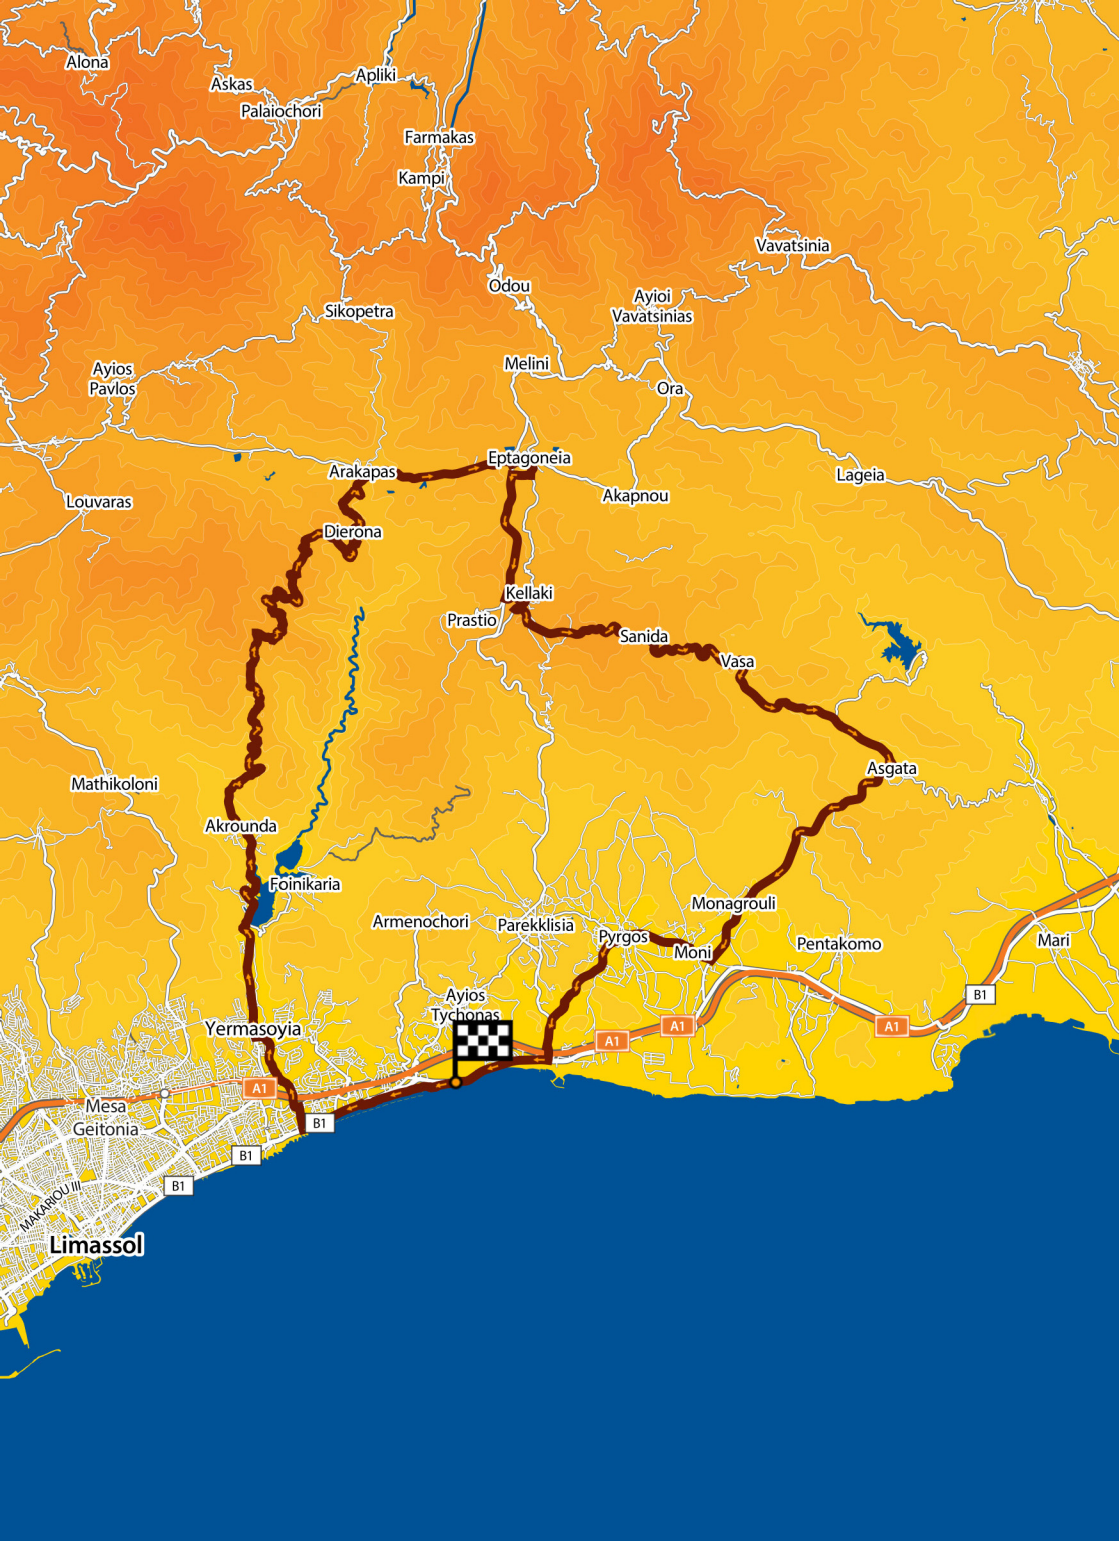 Alona
Askas
Apliki
Palaiochori
Farmakas
Kampi
Vavatsinia
Odou
Ayioi
Vavatsinias
Sikopetra
Melini
Ayios
Pavlos
Ora
Eptagoneia
Arakapas
Lageia
Akapnou
Louvaras
Dierona
Kellaki
Prastio
Sanida
Vasa
Asgata
Mathikoloni
Akrounda
Foinikaria
Monagrouli
Armenochori
Parekklisia
Pyrgos
Moni
Pentakomo
Mari
Ayios
Tychonas
B1
Yermasoyia
A1
A1
A1
A1
Mesa
Geitonia
B1
B1
B1
MAKARIOU III
Limassol